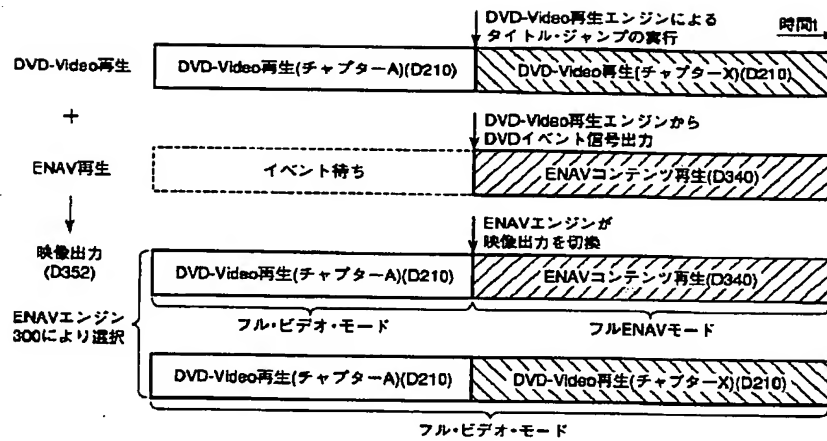 DVD-Video再生エンジンによる
タイトル・ジャンプの実行
時間t
DVD-Video再生
DVD-Video再生(チャプターA)(D210)
DVD-Video再生(チャプターX)(D210)
+
DVD-Video再生エンジンから
DVDイベント信号出力
ENAV再生
イベント待ち
ENAVコンテンツ再生(D340)
ENAVエンジンが
映像出力を切換
映像出力
(D352)
DVD-Video再生(チャプターA)(D210)
ENAVコンテンツ再生(D340)
ENAVエンジン
300により選択
フル・ビデオ・モード
フルENAVモード
DVD-Video再生(チャプターA)(D210)
DVD-Video再生(チャプターX)(D210)
フル・ビデオ・モード